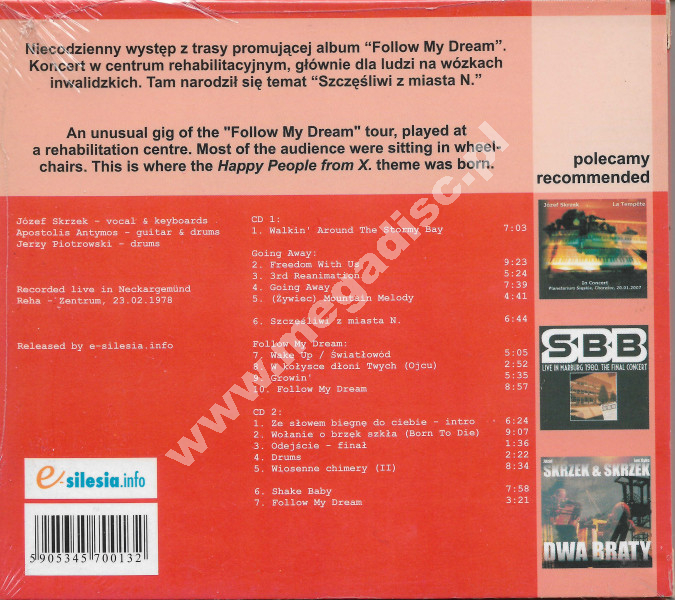 Niecodzienny występ z trasy promującej album “Follow My Dream”.
Koncert w centrum rehabilitacyjnym, głównie dla ludzi na wózkach
inwalidzkich. Tam narodził się temat “Szczęśliwi z miasta N.”
An unusual gig of the "Follow My Dream" tour, played at
a rehabilitation centre. Most of the audience were sitting in wheel-
chairs. This is where the Happy People from X. theme was born.
polecamy
recommended
Józef Skrzek - vocal & keyboards
Apostolis Antymos - guitar & drums
Jerzy Piotrowski - drums
Recorded live in Neckargemünd
Reha - Zentrum, 23.02.1978
Released by e-silesia.info
CD 1:
1. Walkin' Around The Stormy Bay 7:03
Going Away:
2. Freedom With Us 9:23
3. 3rd Reanimation 5:24
4. Going Away 7:39
5. (Żywiec) Mountain Melody 4:41
6. Szczęśliwi z miasta N. 6:44
Follow My Dream:
7. Wake Up / Światłowód 5:05
8. W kołysce dłoni Twych (Ojcu) 2:52
9. Growin' 5:35
10. Follow My Dream 8:57
CD 2:
1. Ze słowem biegnę do ciebie - intro 6:24
2. Wołanie o brzęk szkła (Born To Die) 9:07
3. Odejście - finał 1:36
4. Drums 2:22
5. Wiosenne chimery (II) 8:34
6. Shake Baby 7:58
7. Follow My Dream 3:21
Józef Skrzek La Tempête
In Concert
Planetarium Śląskie, Chorzów, 20.01.2007
SBB
LIVE IN MARBURG 1980. THE FINAL CONCERT
SKRZEK & SKRZEK
DWA BRATY
e-silesia.info
5905345700132
www.omegadisc.pl